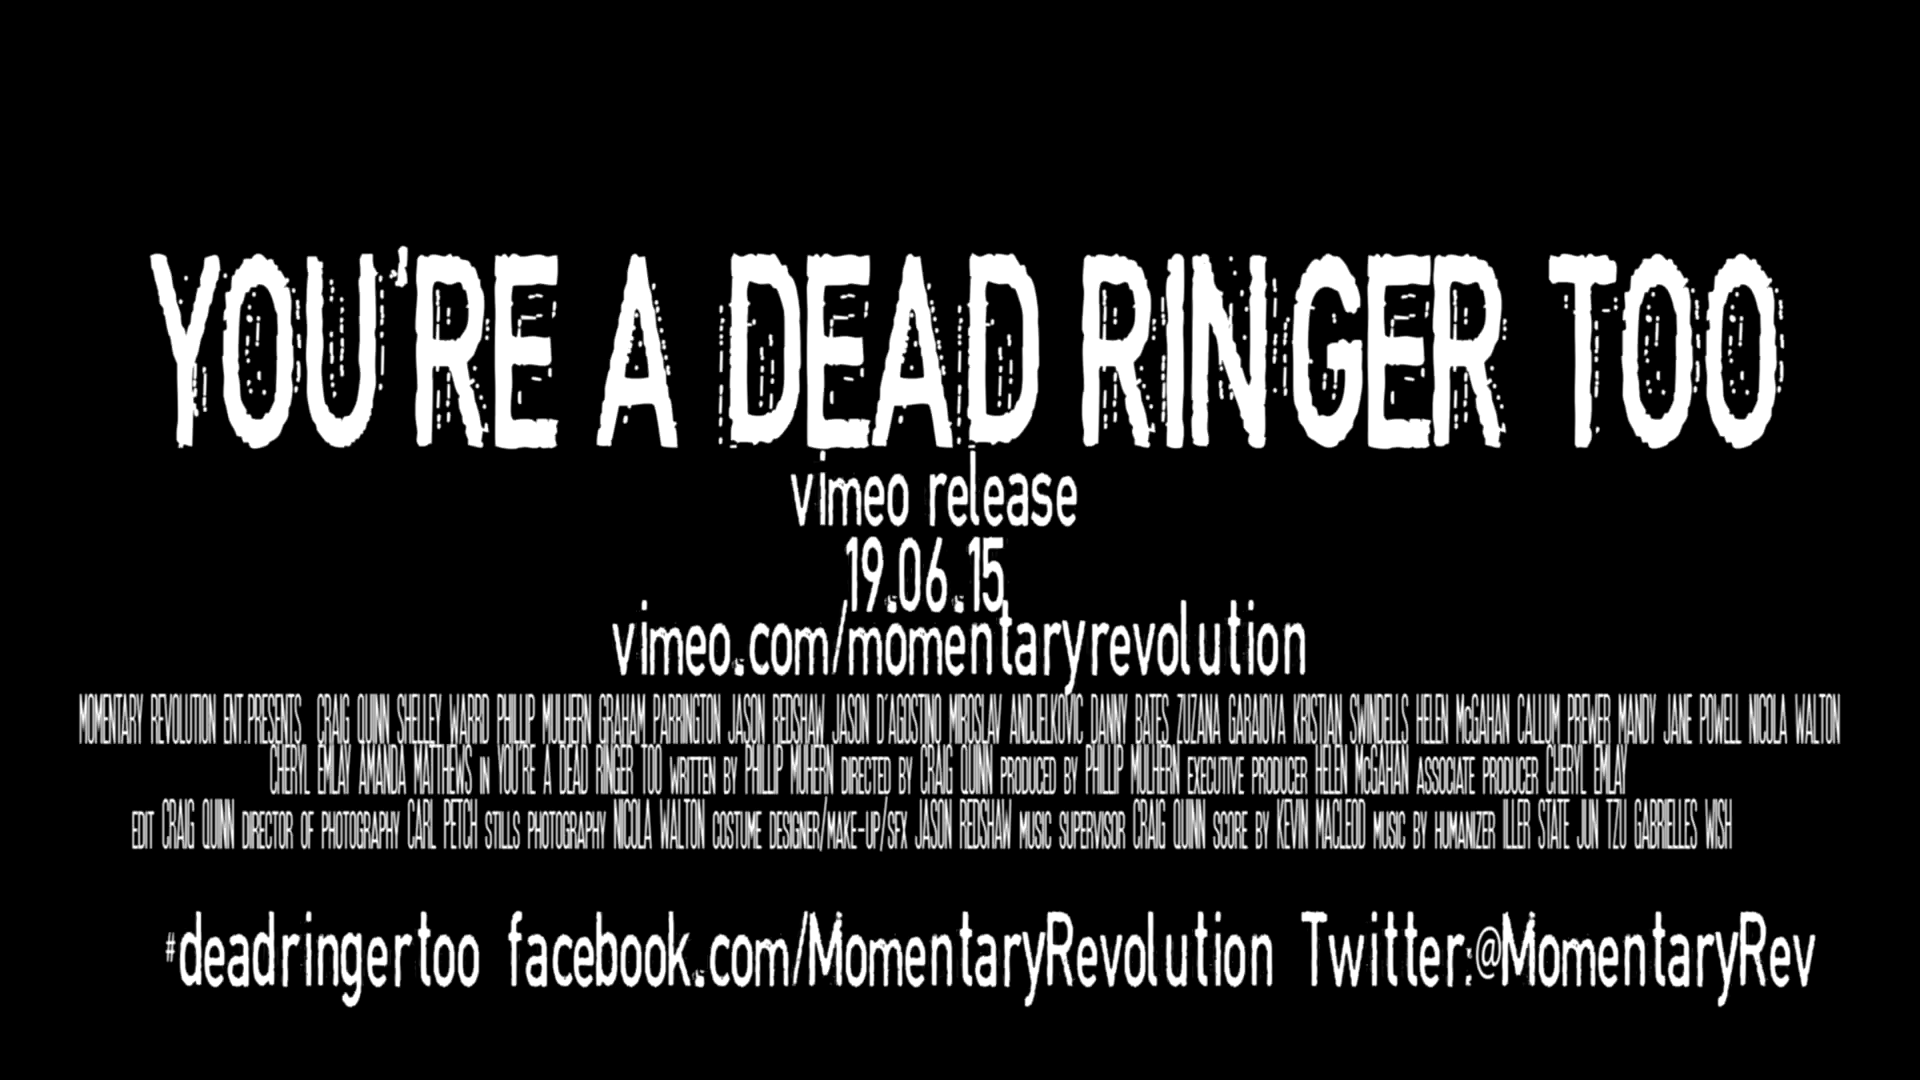 YOU'RE A DEAD RINGER TOO
vimeo release
19.06.15
vimeo.com/momentaryrevolution
MOMENTARY REVOLUTION ENT.PRESENTS CRAIG QUINN SHELLEY WARRD PHILLIP MULHERN GRAHAM PARRINGTON JASON REDSHAW JASON D'AGOSTINO MIROSLAV ANDJELKOVIC DANNY BATES ZUZANA GARAIOVA KRISTIAN SWINDELLS HELEN McGAHAN CALLUM PREWER MANDY JANE POWELL NICOLA WALTON
CHERYL EMLAY AMANDA MATTHEWS IN YOU'RE A DEAD RINGER TOO WRITTEN BY PHILLIP MULHERN DIRECTED BY CRAIG QUINN PRODUCED BY PHILLIP MULHERN EXECUTIVE PRODUCER HELEN McGAHAN ASSOCIATE PRODUCER CHERYL EMLAY
EDIT CRAIG QUINN DIRECTOR OF PHOTOGRAPHY CARL PETCH STILLS PHOTOGRAPHY NICOLA WALTON COSTUME DESIGNER/MAKE-UP/SFX JASON REDSHAW MUSIC SUPERVISOR CRAIG QUINN SCORE BY KEVIN MACLEOD MUSIC BY HUMANIZER ILLER STATE JUN TZU GABRIELLES WISH
#deadringertoo facebook.com/MomentaryRevolution Twitter:@MomentaryRev